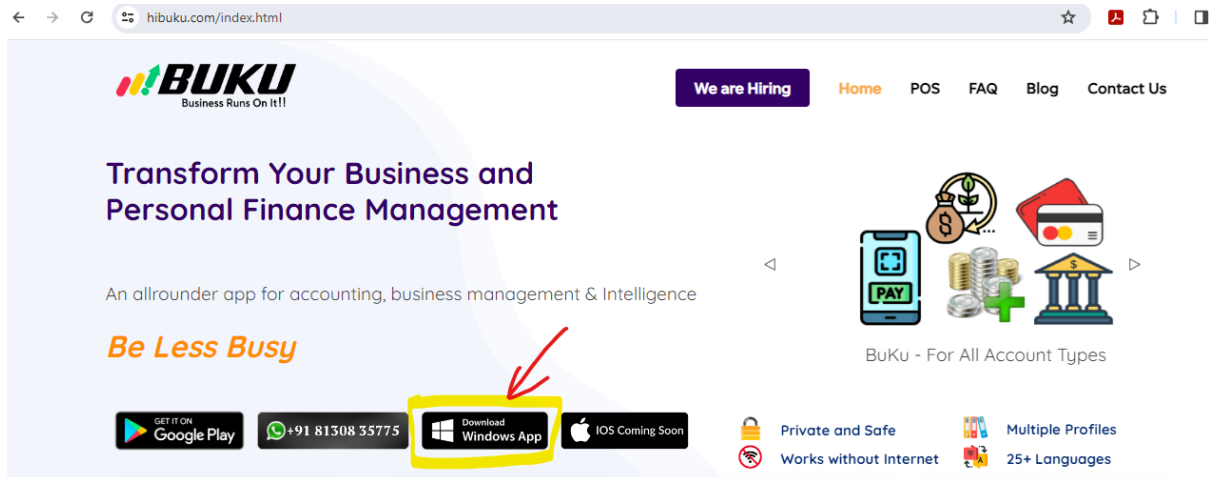 hibuku.com/index.html
BUKU
Business Runs On It!!
We are Hiring
Home
POS
FAQ
Blog
Contact Us
Transform Your Business and
Personal Finance Management
An allrounder app for accounting, business management & Intelligence
Be Less Busy
$
$
PAY
BuKu - For All Account Types
GET IT ON
Google Play
+91 81308 35775
Download
Windows App
IOS Coming Soon
Private and Safe
Multiple Profiles
Works without Internet
25+ Languages